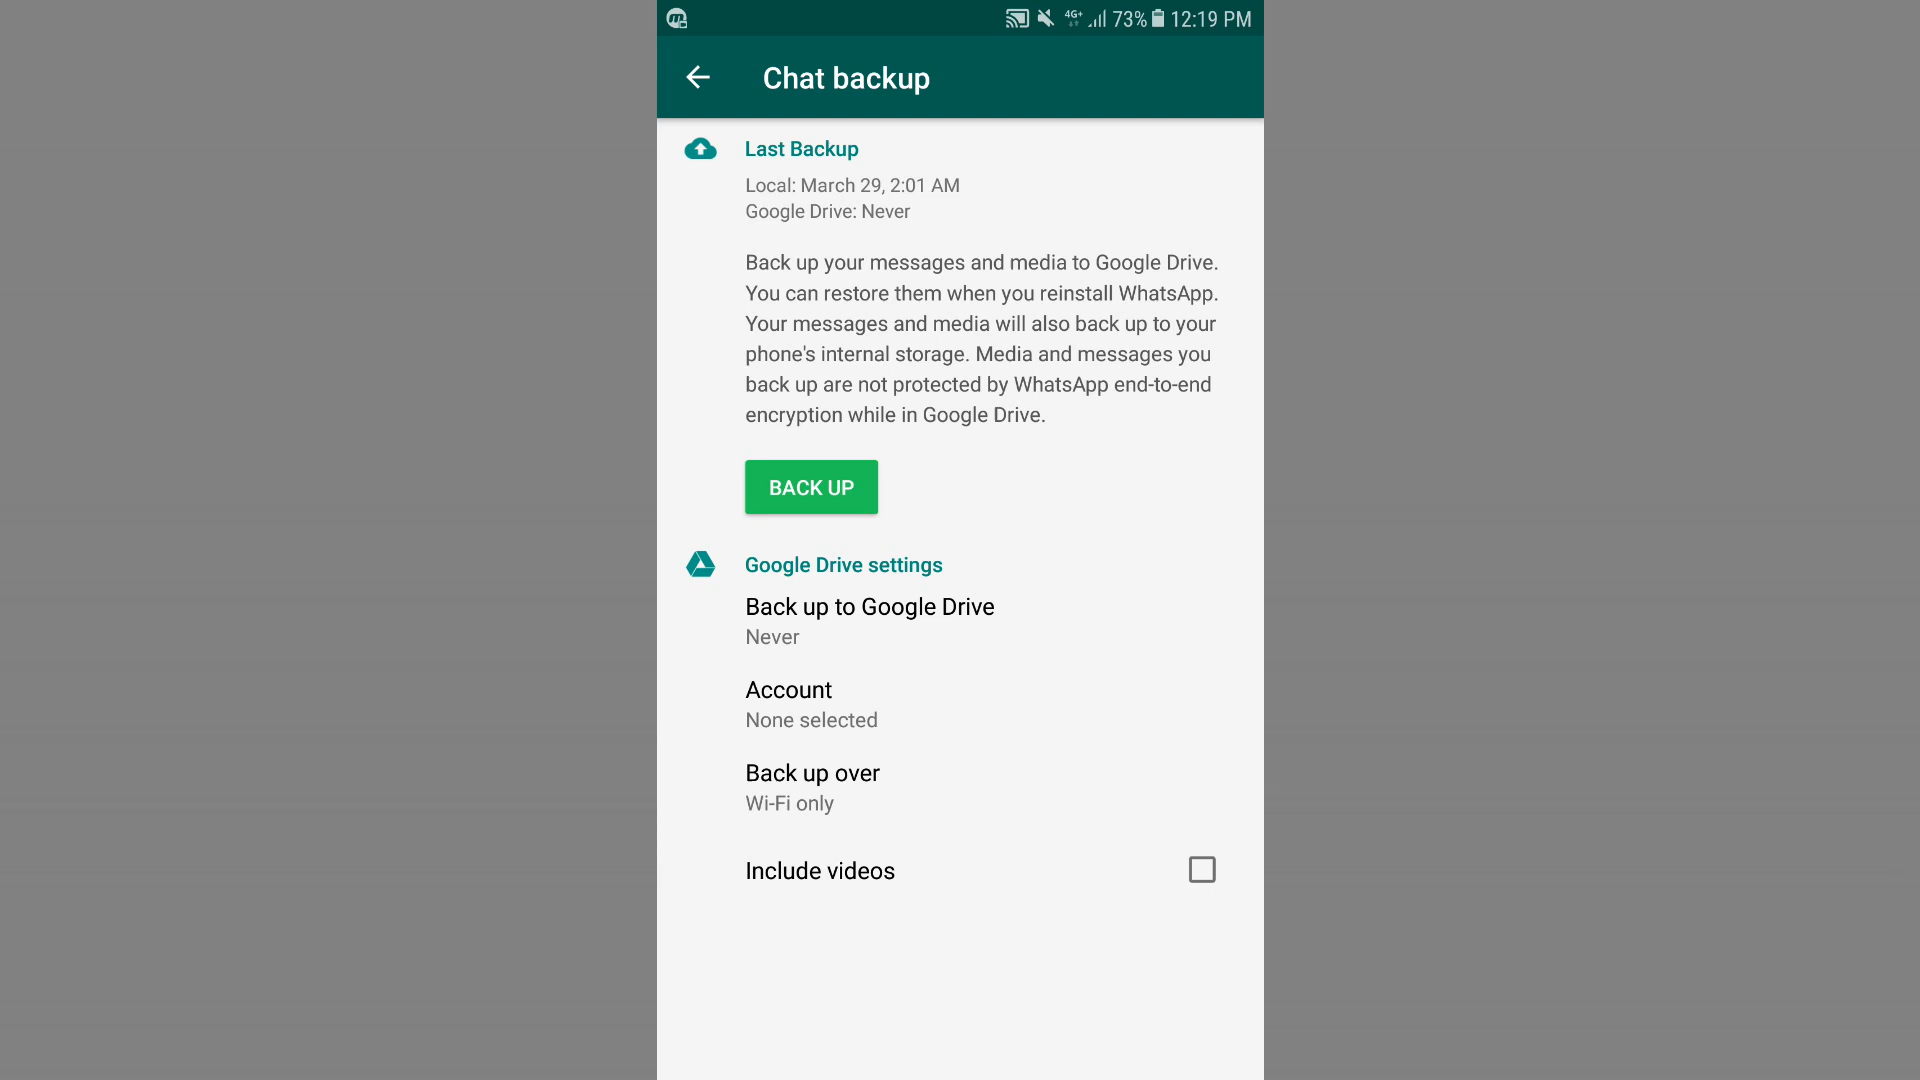 4G+ 73% 12:19 PM
Chat backup
Last Backup
Local: March 29, 2:01 AM
Google Drive: Never
Back up your messages and media to Google Drive.
You can restore them when you reinstall WhatsApp.
Your messages and media will also back up to your
phone's internal storage. Media and messages you
back up are not protected by WhatsApp end-to-end
encryption while in Google Drive.
BACK UP
Google Drive settings
Back up to Google Drive
Never
Account
None selected
Back up over
Wi-Fi only
Include videos